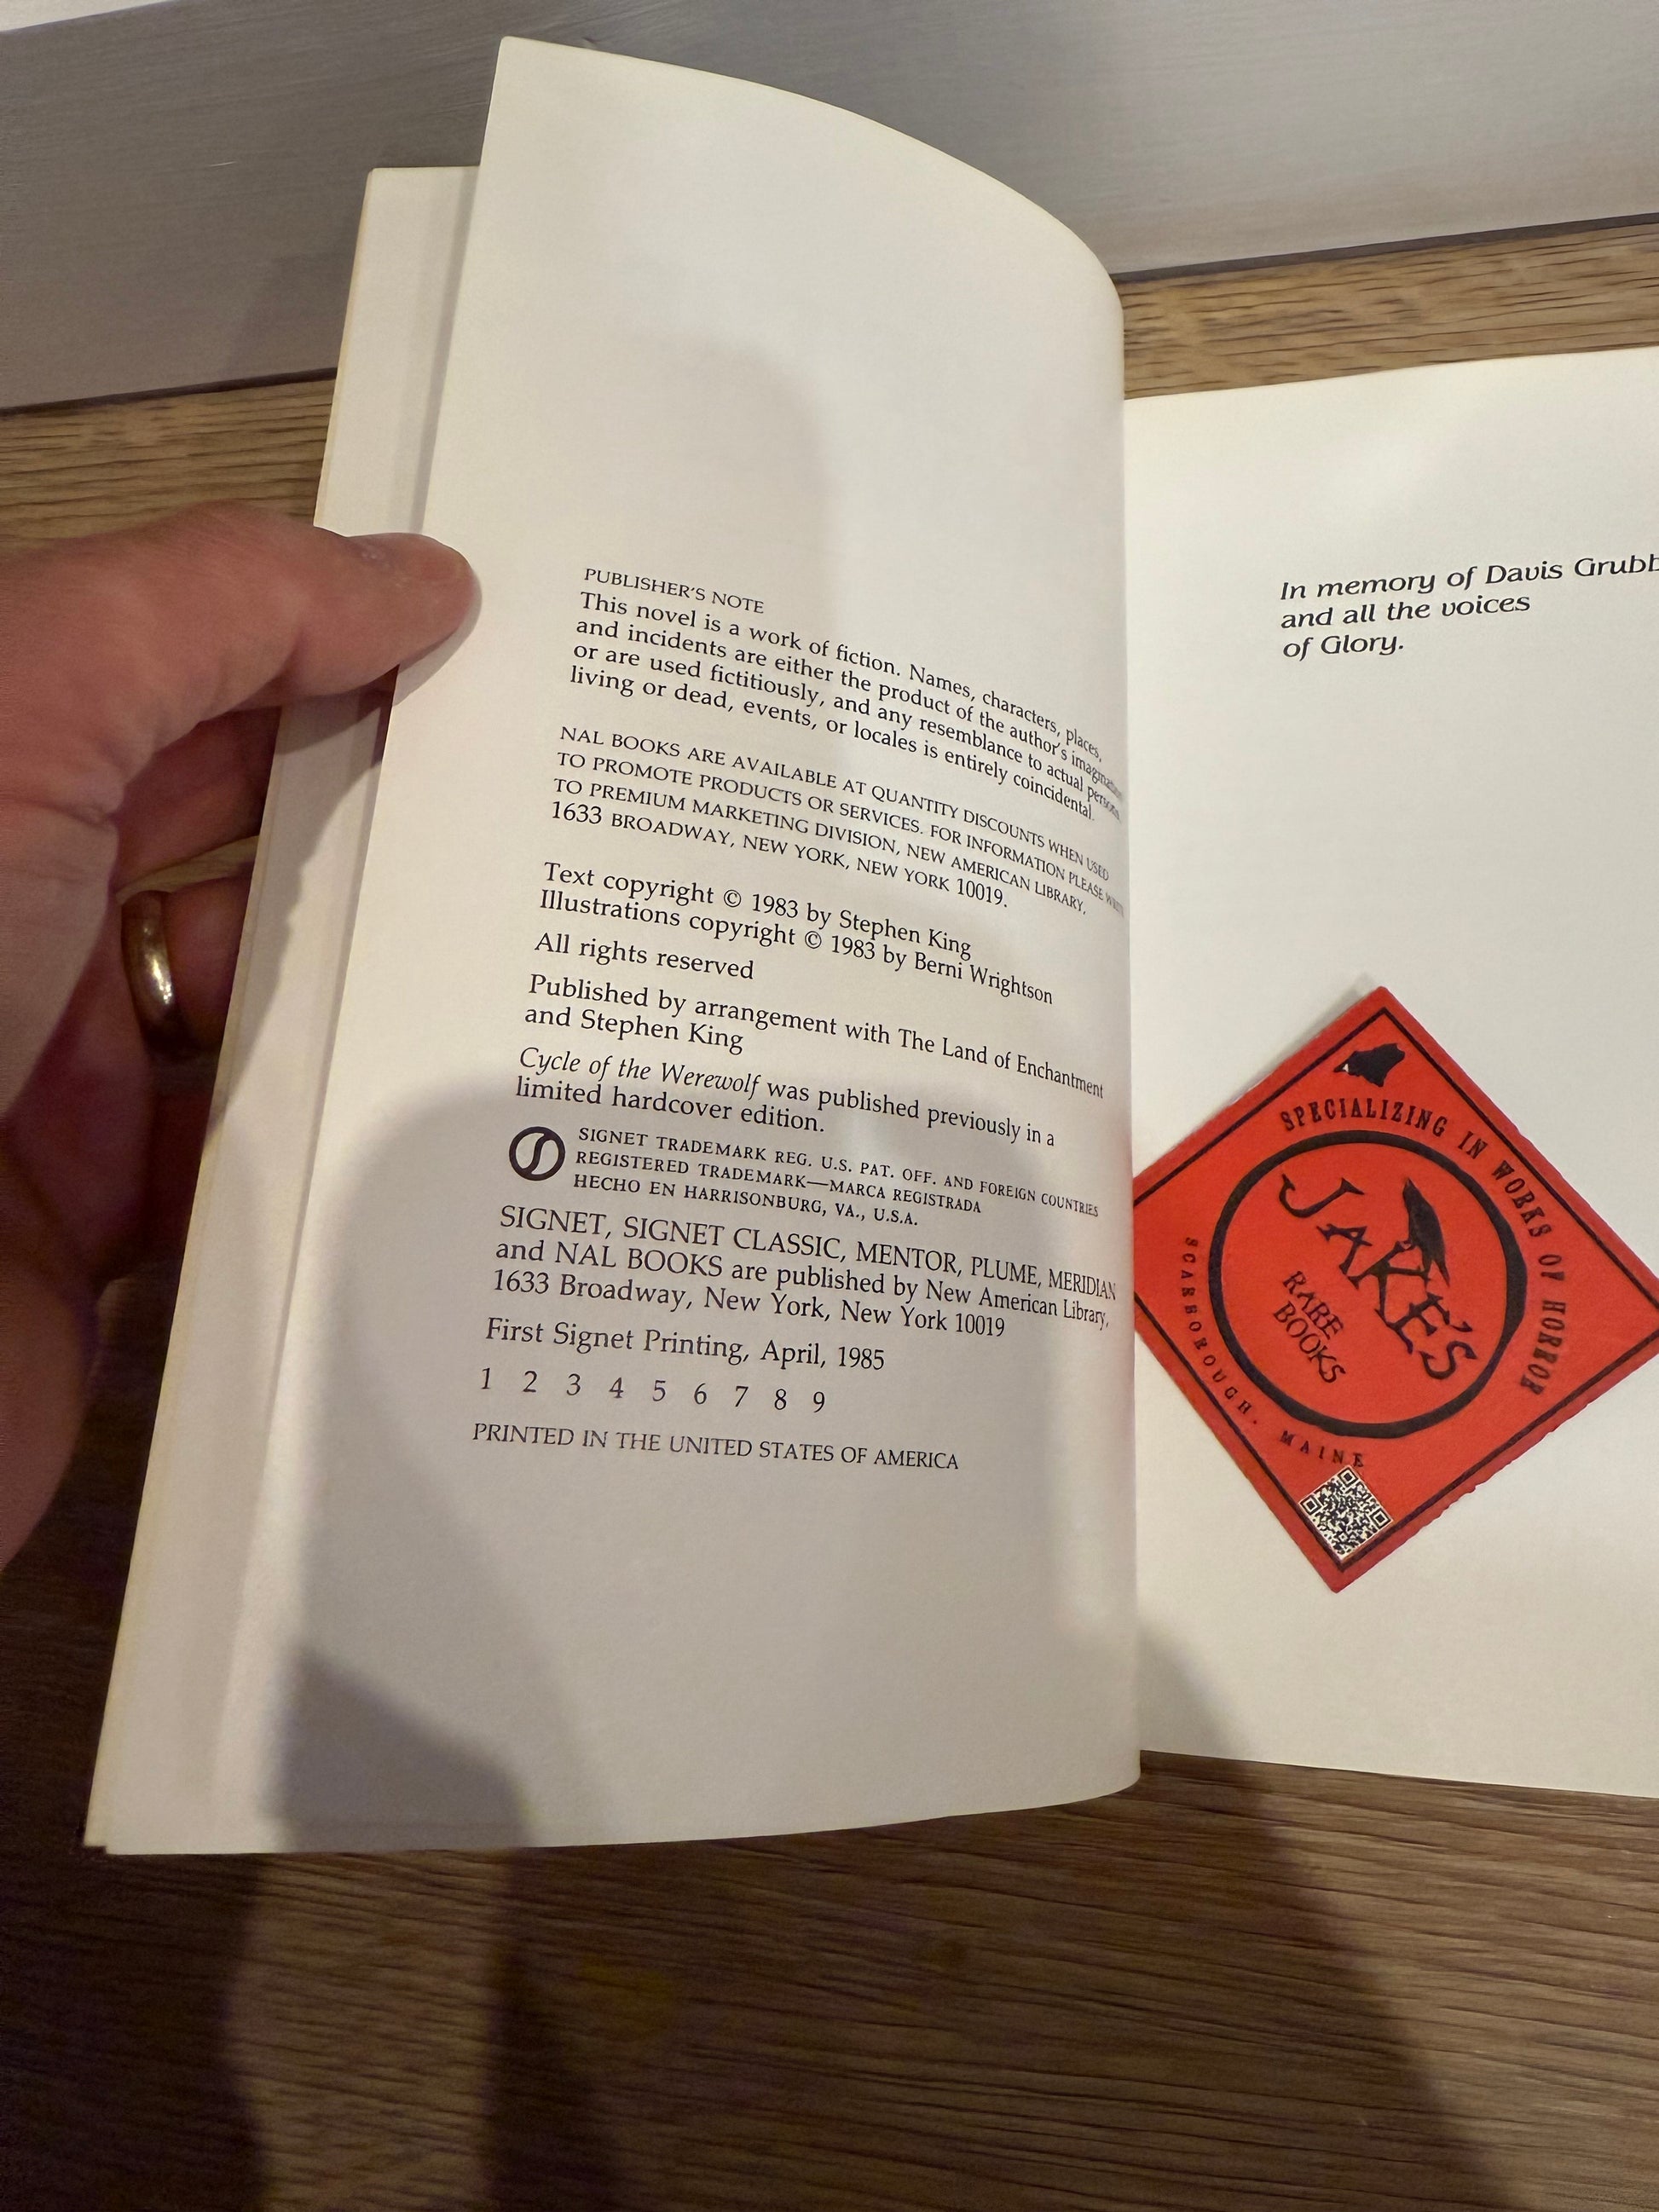 PUBLISHER'S NOTE
This novel is a work of fiction. Names, characters, places,
and incidents are either the product of the author's imagination
or are used fictitiously, and any resemblance to actual persons,
living or dead, events, or locales is entirely coincidental.
NAL BOOKS ARE AVAILABLE AT QUANTITY DISCOUNTS WHEN USED
TO PROMOTE PRODUCTS OR SERVICES. FOR INFORMATION PLEASE WRITE
TO PREMIUM MARKETING DIVISION, NEW AMERICAN LIBRARY,
1633 BROADWAY, NEW YORK, NEW YORK 10019.
Text copyright © 1983 by Stephen King
Illustrations copyright © 1983 by Berni Wrightson
All rights reserved
Published by arrangement with The Land of Enchantment
and Stephen King
Cycle of the Werewolf was published previously in a
limited hardcover edition.
SIGNET TRADEMARK REG. U.S. PAT. OFF. AND FOREIGN COUNTRIES
REGISTERED TRADEMARK—MARCA REGISTRADA
HECHO EN HARRISONBURG, VA., U.S.A.
SIGNET, SIGNET CLASSIC, MENTOR, PLUME, MERIDIAN
and NAL BOOKS are published by New American Library,
1633 Broadway, New York, New York 10019
First Signet Printing, April, 1985
1 2 3 4 5 6 7 8 9
PRINTED IN THE UNITED STATES OF AMERICA
In memory of Davis Grubb
and all the voices
of Glory.
SPECIALIZING IN WORKS OF HORROR
JAKE'S
RARE
BOOKS
SCARBOROUGH, MAINE